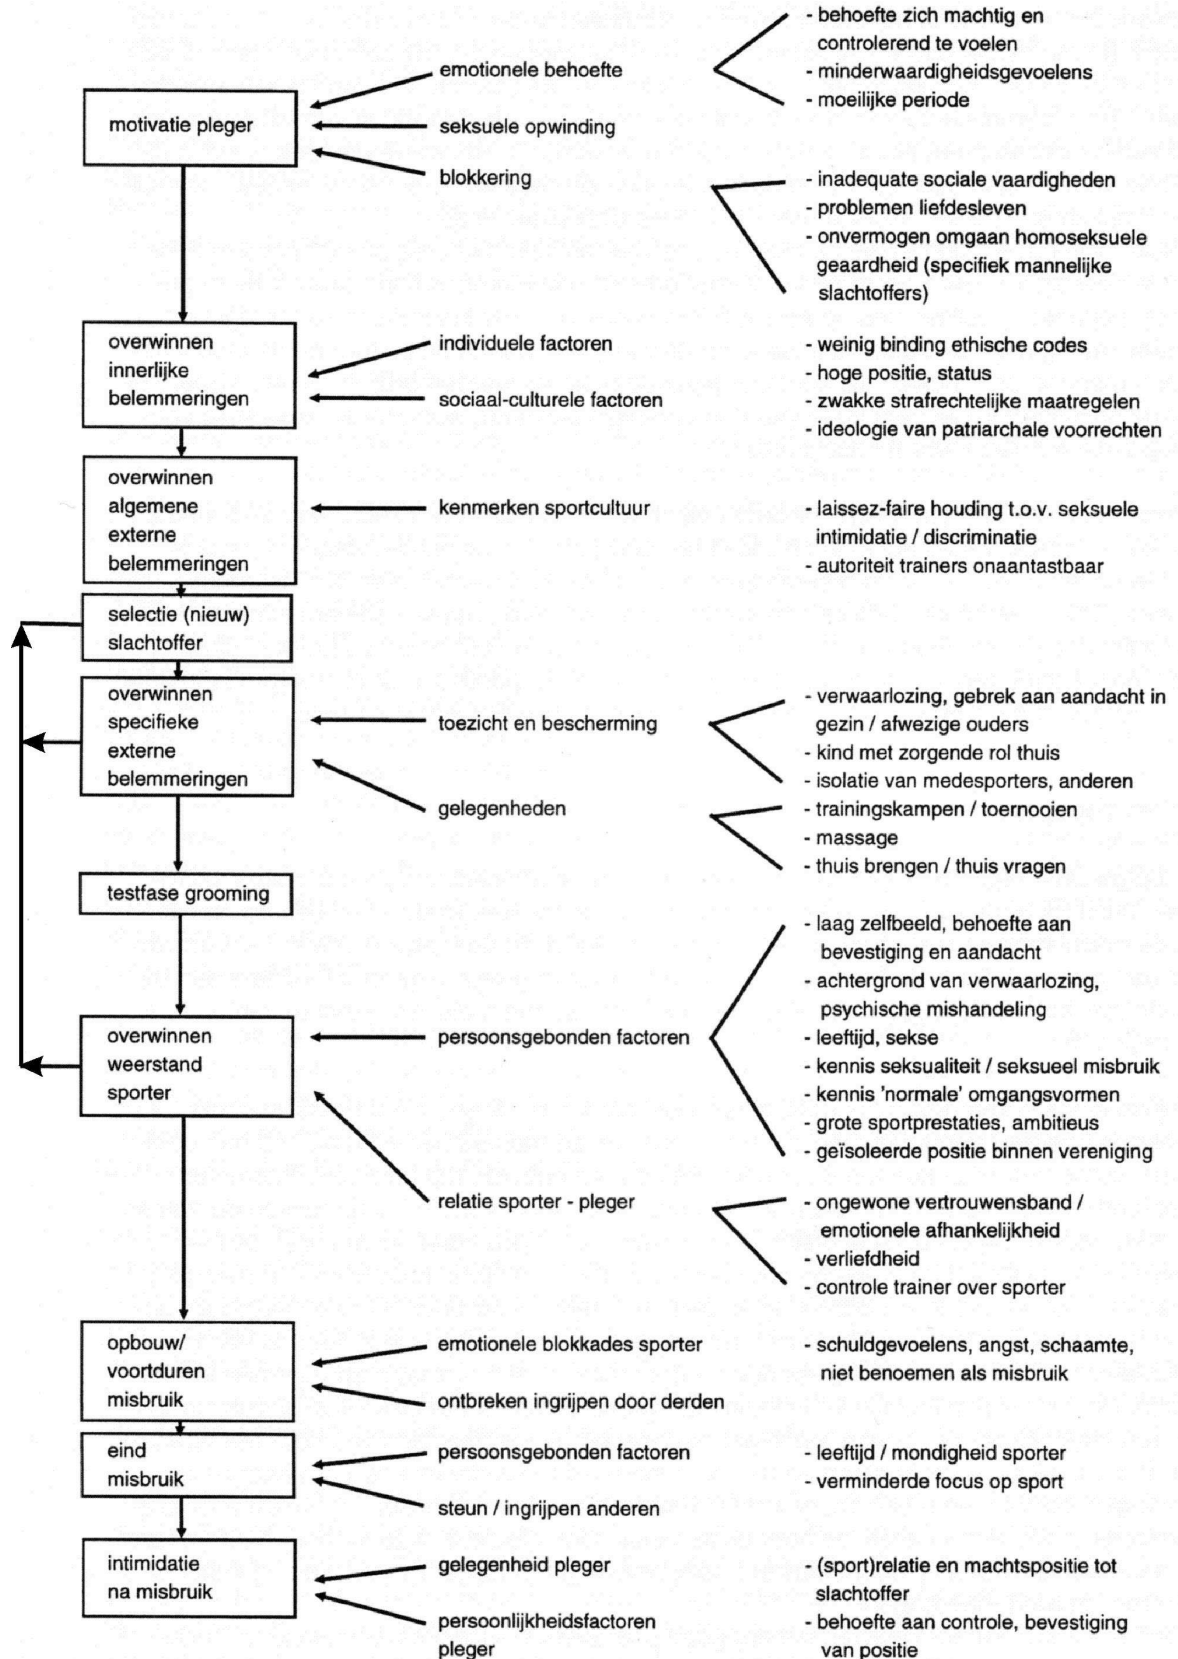 - behoefte zich machtig en
controlerend te voelen
emotionele behoefte
- minderwaardigheidsgevoelens
- moeilijke periode
motivatie pleger
seksuele opwinding
blokkering
- inadequate sociale vaardigheden
- problemen liefdesleven
- onvermogen omgaan homoseksuele
geaardheid (specifiek mannelijke
slachtoffers)
overwinnen
innerlijke
belemmeringen
individuele factoren
sociaal-culturele factoren
- weinig binding ethische codes
- hoge positie, status
- zwakke strafrechtelijke maatregelen
- ideologie van patriarchale voorrechten
overwinnen
algemene
externe
belemmeringen
kenmerken sportcultuur
- laissez-faire houding t.o.v. seksuele
intimidatie / discriminatie
- autoriteit trainers onaantastbaar
selectie (nieuw)
slachtoffer
overwinnen
specifieke
externe
belemmeringen
toezicht en bescherming
- verwaarlozing, gebrek aan aandacht in
gezin / afwezige ouders
- kind met zorgende rol thuis
- isolatie van medesporters, anderen
gelegenheden
- trainingskampen / toernooien
- massage
- thuis brengen / thuis vragen
testfase grooming
overwinnen
weerstand
sporter
persoonsgebonden factoren
- laag zelfbeeld, behoefte aan
bevestiging en aandacht
- achtergrond van verwaarlozing,
psychische mishandeling
- leeftijd, sekse
- kennis seksualiteit / seksueel misbruik
- kennis 'normale' omgangsvormen
- grote sportprestaties, ambitieus
- geïsoleerde positie binnen vereniging
relatie sporter - pleger
- ongewone vertrouwensband /
emotionele afhankelijkheid
- verliefdheid
- controle trainer over sporter
opbouw/
voortduren
misbruik
emotionele blokkades sporter
- schuldgevoelens, angst, schaamte,
niet benoemen als misbruik
ontbreken ingrijpen door derden
eind
misbruik
persoonsgebonden factoren
- leeftijd / mondigheid sporter
- verminderde focus op sport
steun / ingrijpen anderen
intimidatie
na misbruik
gelegenheid pleger
- (sport)relatie en machtspositie tot
slachtoffer
persoonlijkheidsfactoren
pleger
- behoefte aan controle, bevestiging
van positie